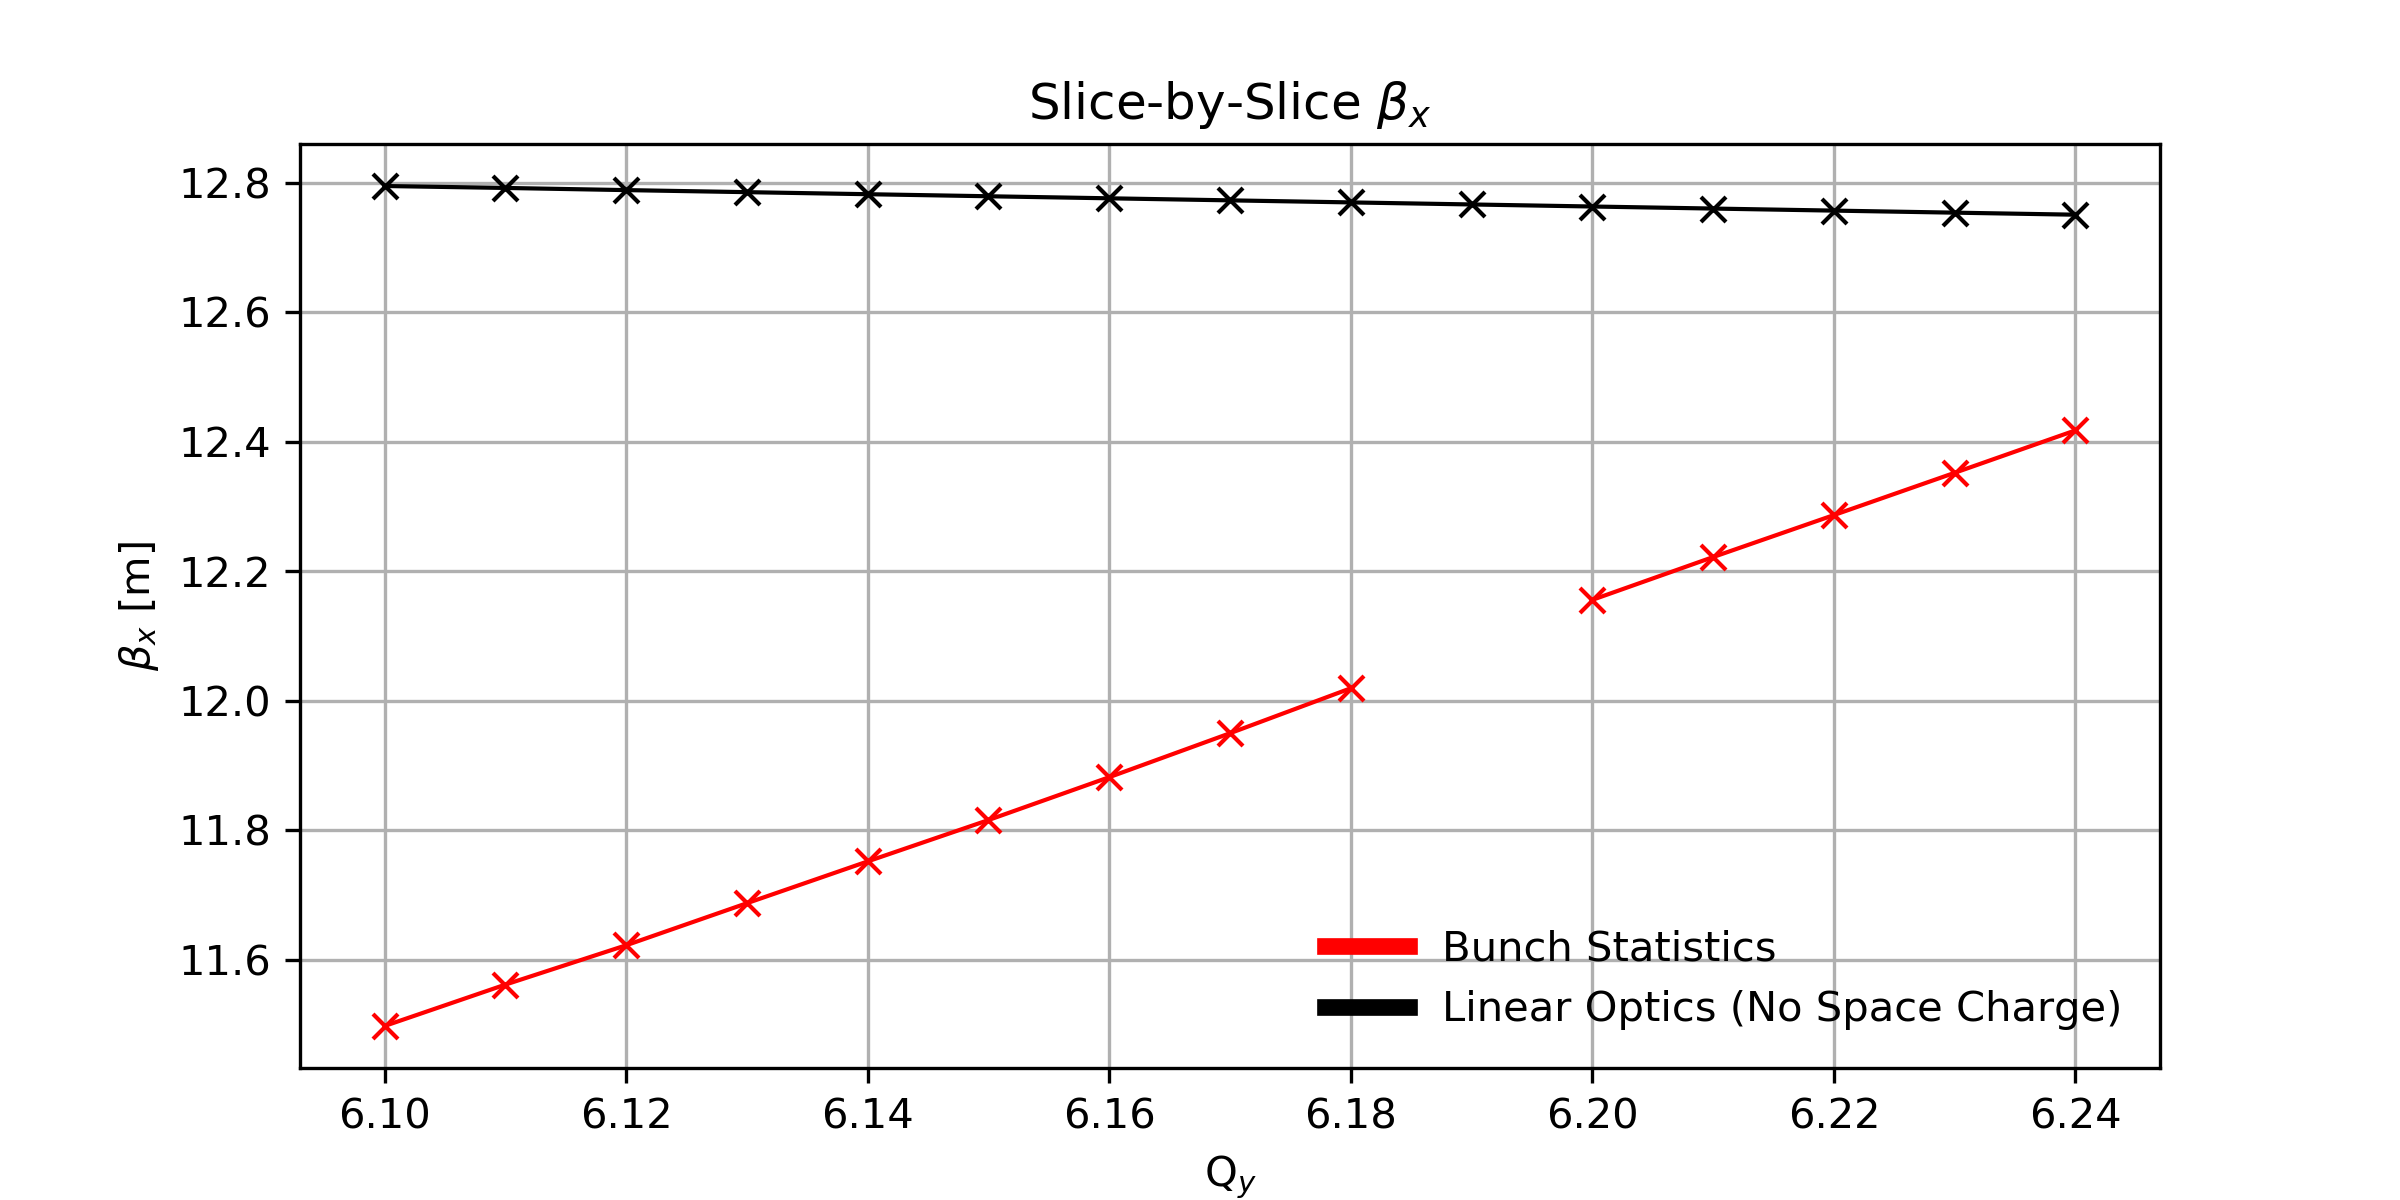 Slice-by-Slice βₓ
12.8
12.6
12.4
12.2
12.0
11.8
11.6
βₓ [m]
Bunch Statistics
Linear Optics (No Space Charge)
6.10 6.12 6.14 6.16 6.18 6.20 6.22 6.24
Qy